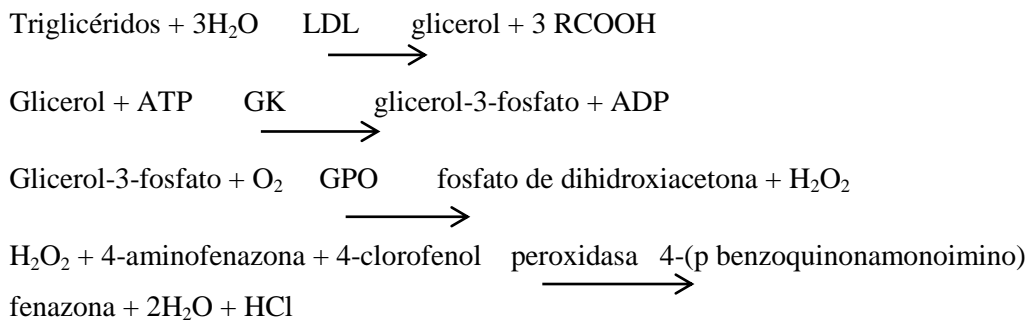 Triglicéridos + 3H₂O LDL glicerol + 3 RCOOH
Glicerol + ATP GK glicerol-3-fosfato + ADP
Glicerol-3-fosfato + O₂ GPO fosfato de dihidroxiacetona + H₂O₂
H₂O₂ + 4-aminofenazona + 4-clorofenol peroxidasa 4-(p benzoquinonamonoimino)
fenazona + 2H₂O + HCl